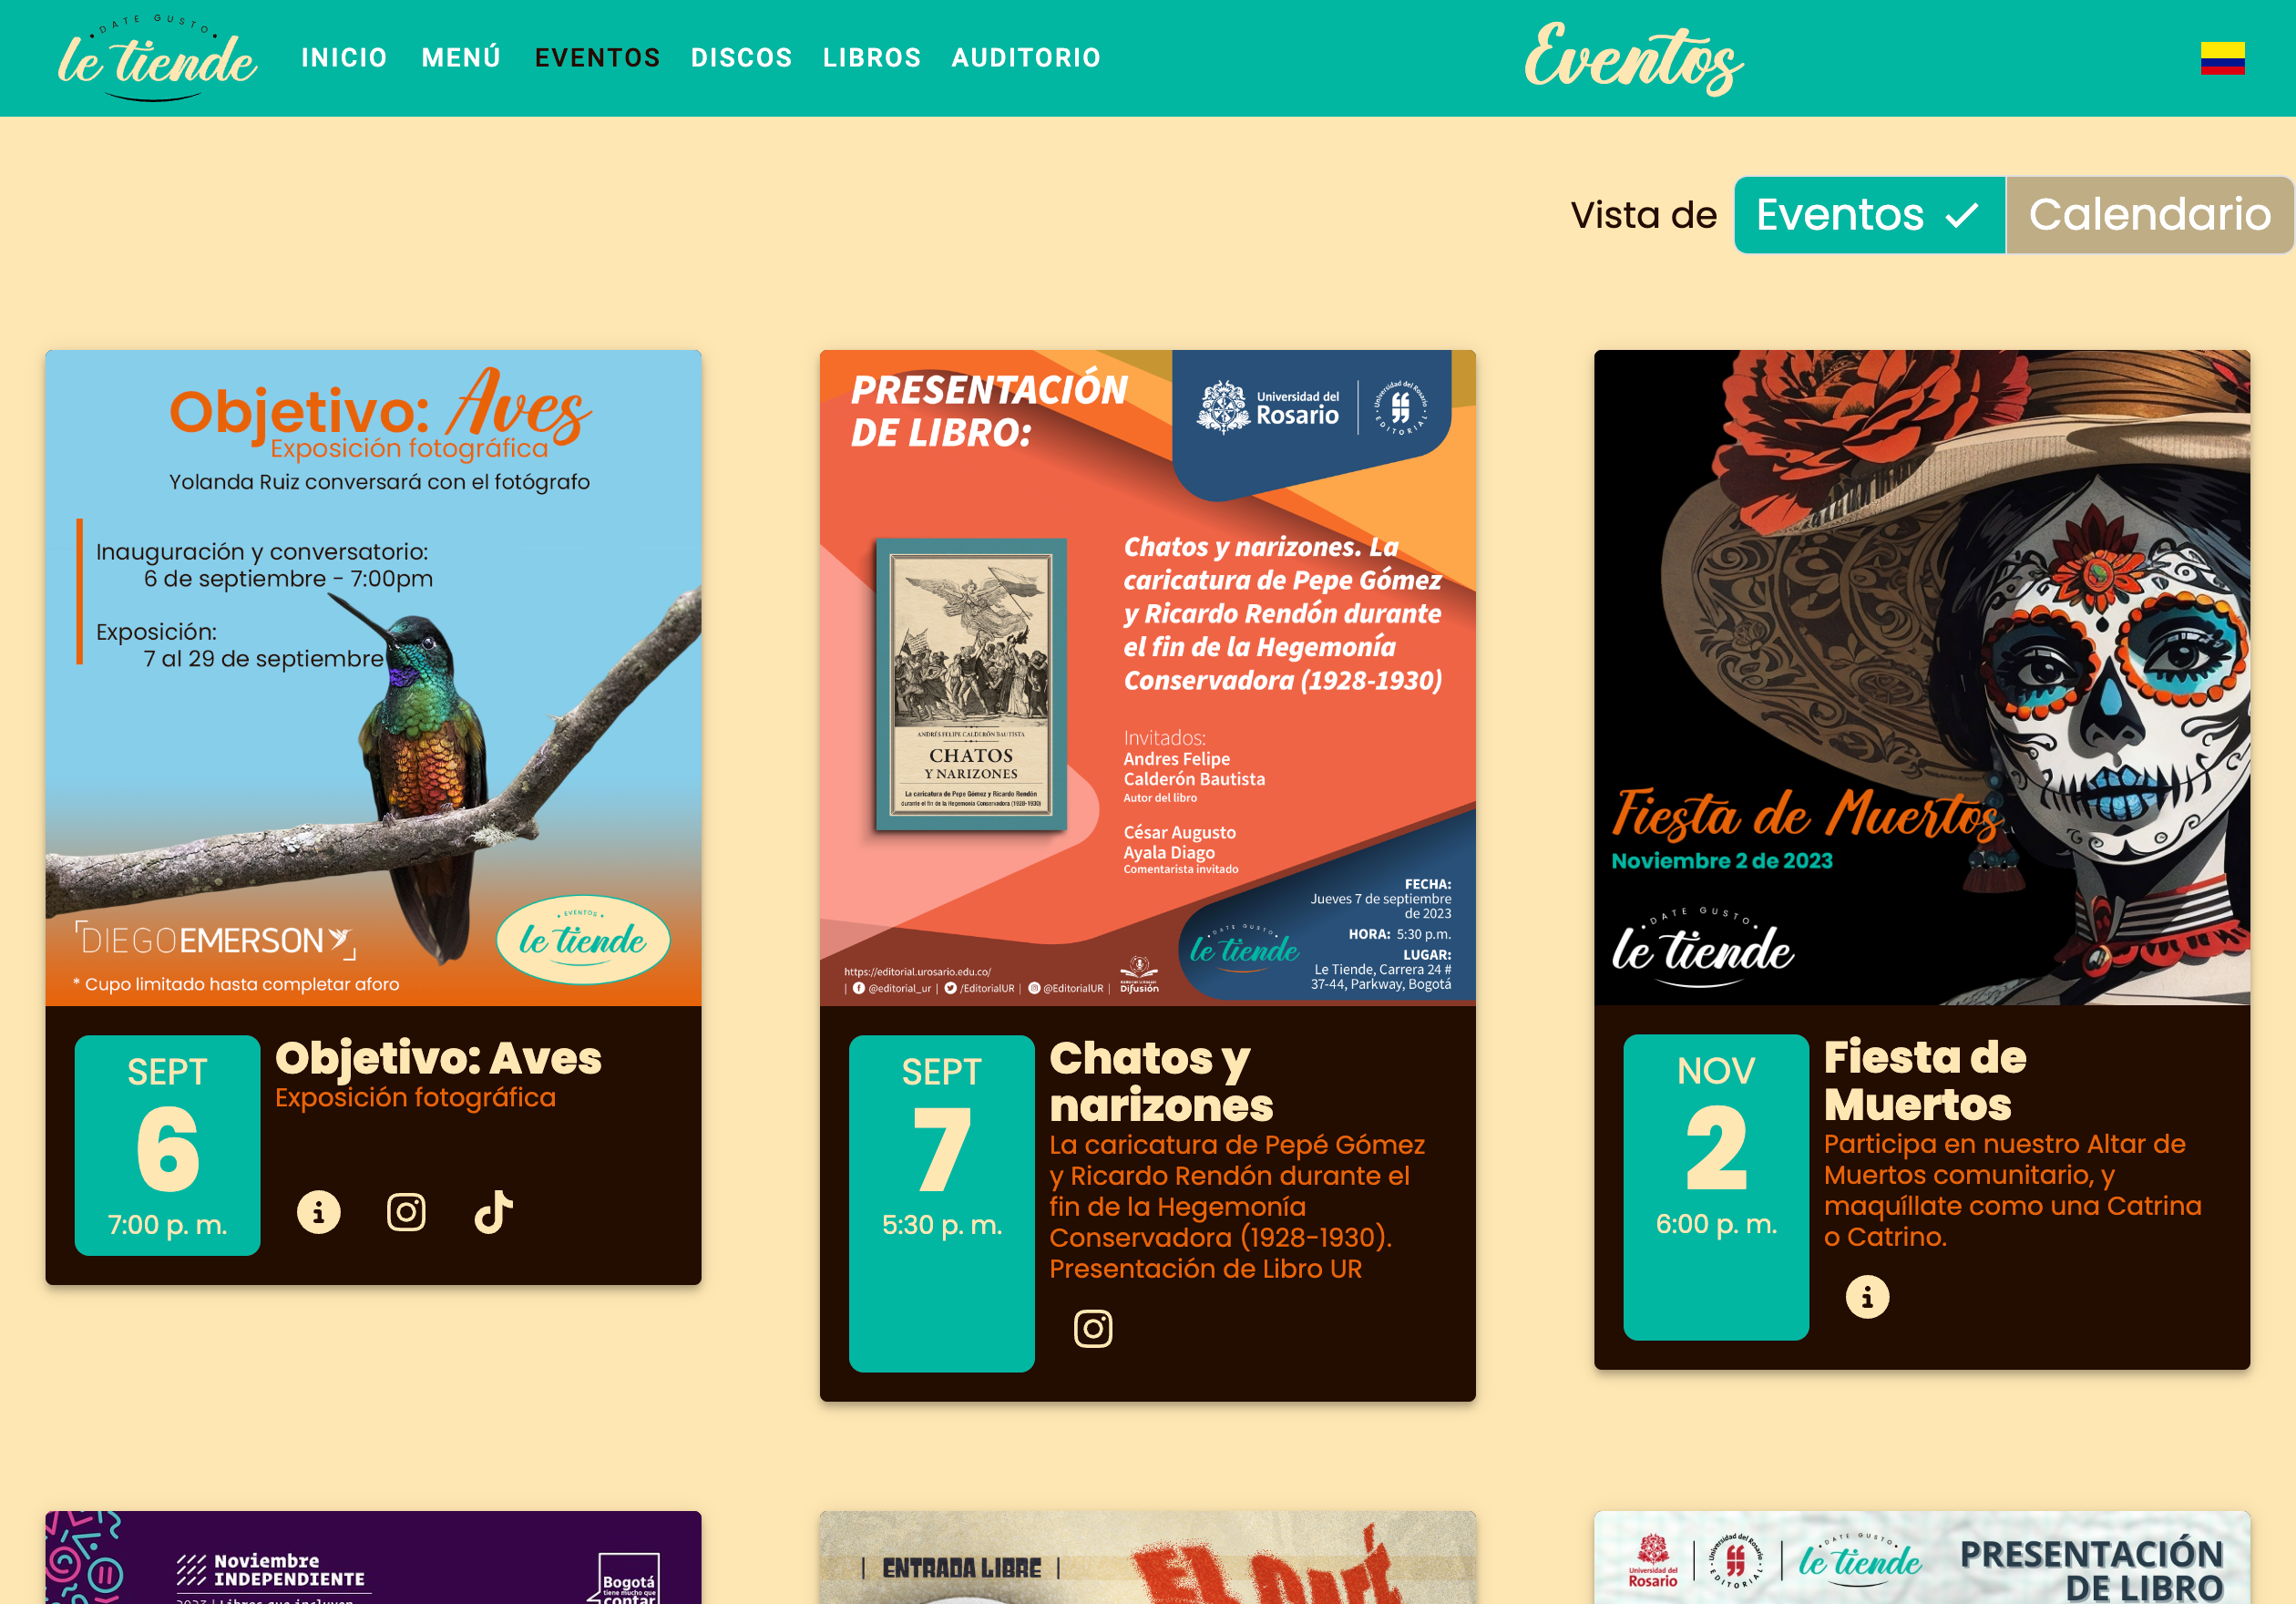 DATE GUSTO
le tiende
INICIO MENÚ EVENTOS DISCOS LIBROS AUDITORIO
Eventos
Vista de Eventos Calendario
Objetivo: Aves
Exposición fotográfica
Yolanda Ruiz conversará con el fotógrafo
Inauguración y conversatorio:
6 de septiembre - 7:00pm
Exposición:
7 al 29 de septiembre
DIEGOEMERSON
EVENTOS
le tiende
* Cupo limitado hasta completar aforo
SEPT
6
7:00 p. m.
Objetivo: Aves
Exposición fotográfica
PRESENTACIÓN
DE LIBRO:
Universidad del
Rosario
Universidad del Rosario
EDITORIAL
Chatos y narizones. La
caricatura de Pepe Gómez
y Ricardo Rendón durante
el fin de la Hegemonía
Conservadora (1928-1930)
ANDRÉS FELIPE CALDERÓN BAUTISTA
CHATOS
Y NARIZONES
La caricatura de Pepe Gómez y Ricardo Rendón
durante el fin de la Hegemonía Conservadora (1928-1930)
Invitados:
Andres Felipe
Calderón Bautista
Autor del libro
César Augusto
Ayala Diago
Comentarista invitado
FECHA:
Jueves 7 de septiembre
de 2023
HORA: 5:30 p.m.
LUGAR:
Le Tiende, Carrera 24 #
37-44, Parkway, Bogotá
DATE GUSTO
le tiende
https://editorial.urosario.edu.co/
| @editorial_ur | /EditorialUR | @EditorialUR |
Difusión
SEPT
7
5:30 p. m.
Chatos y
narizones
La caricatura de Pepé Gómez
y Ricardo Rendón durante el
fin de la Hegemonía
Conservadora (1928-1930).
Presentación de Libro UR
Fiesta de Muertos
Noviembre 2 de 2023
DATE GUSTO
le tiende
NOV
2
6:00 p. m.
Fiesta de
Muertos
Participa en nuestro Altar de
Muertos comunitario, y
maquíllate como una Catrina
o Catrino.
Noviembre
INDEPENDIENTE
2023 | Libros que incluyen
Bogotá
tiene mucho que
contar
| ENTRADA LIBRE |
EL
Universidad del
Rosario
Universidad del Rosario
EDITORIAL
DATE GUSTO
le tiende
PRESENTACIÓN
DE LIBRO